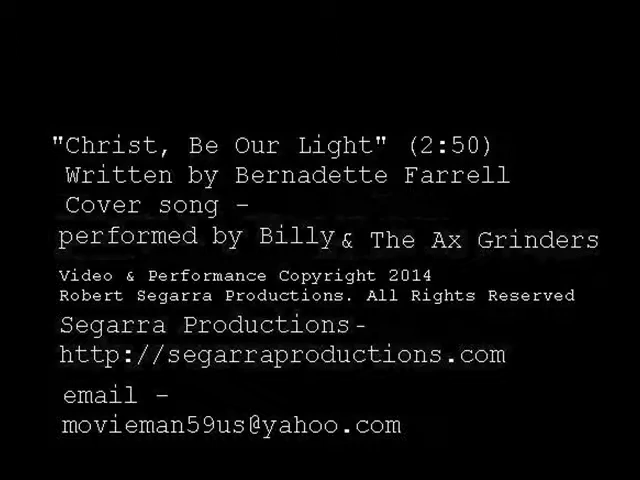 "Christ, Be Our Light" (2:50)
Written by Bernadette Farrell
Cover song -
performed by Billy & The Ax Grinders
Video & Performance Copyright 2014
Robert Segarra Productions. All Rights Reserved
Segarra Productions-
http://segarraproductions.com
email -
movieman59us@yahoo.com